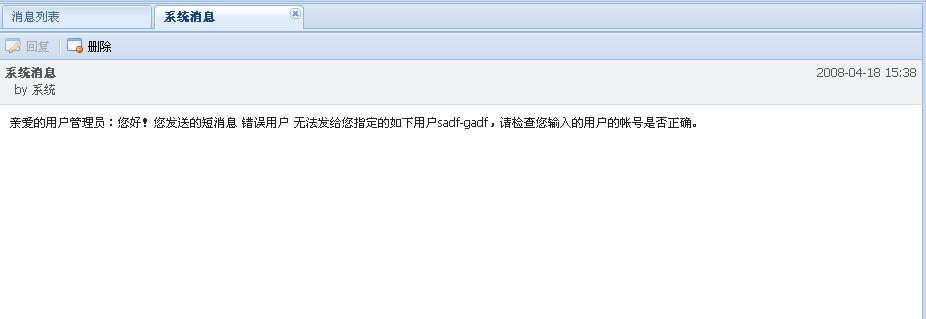 消息列表 系统消息
回复 删除
系统消息 2008-04-18 15:38
by 系统
亲爱的用户管理员：您好！您发送的短消息 错误用户 无法发给您指定的如下用户sadf-gadf，请检查您输入的用户的帐号是否正确。